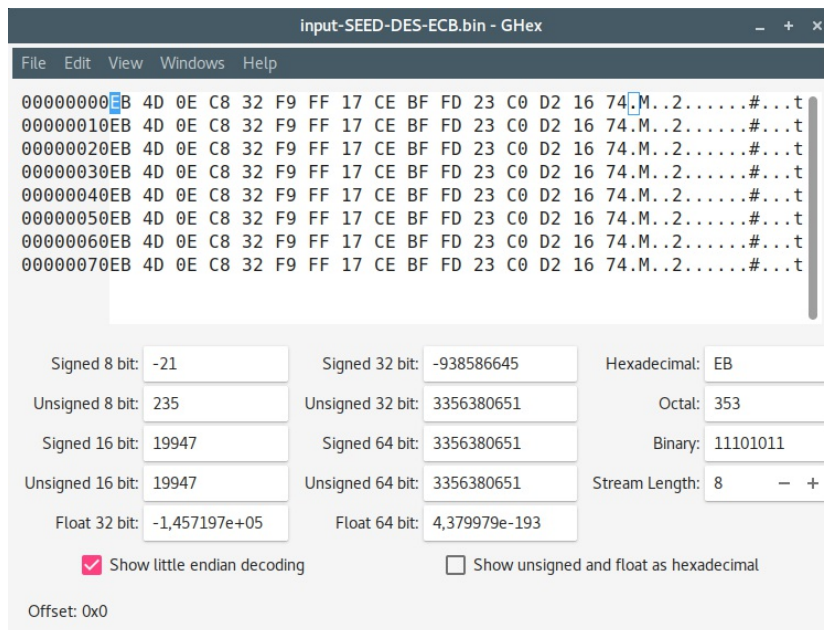 input-SEED-DES-ECB.bin - GHex
File Edit View Windows Help
00000000EB 4D 0E C8 32 F9 FF 17 CE BF FD 23 C0 D2 16 74.M..2......#...t
00000010EB 4D 0E C8 32 F9 FF 17 CE BF FD 23 C0 D2 16 74.M..2......#...t
00000020EB 4D 0E C8 32 F9 FF 17 CE BF FD 23 C0 D2 16 74.M..2......#...t
00000030EB 4D 0E C8 32 F9 FF 17 CE BF FD 23 C0 D2 16 74.M..2......#...t
00000040EB 4D 0E C8 32 F9 FF 17 CE BF FD 23 C0 D2 16 74.M..2......#...t
00000050EB 4D 0E C8 32 F9 FF 17 CE BF FD 23 C0 D2 16 74.M..2......#...t
00000060EB 4D 0E C8 32 F9 FF 17 CE BF FD 23 C0 D2 16 74.M..2......#...t
00000070EB 4D 0E C8 32 F9 FF 17 CE BF FD 23 C0 D2 16 74.M..2......#...t
Signed 8 bit: -21 Signed 32 bit: -938586645 Hexadecimal: EB
Unsigned 8 bit: 235 Unsigned 32 bit: 3356380651 Octal: 353
Signed 16 bit: 19947 Signed 64 bit: 3356380651 Binary: 11101011
Unsigned 16 bit: 19947 Unsigned 64 bit: 3356380651 Stream Length: 8 − +
Float 32 bit: -1,457197e+05 Float 64 bit: 4,379979e-193
Show little endian decoding Show unsigned and float as hexadecimal
Offset: 0x0